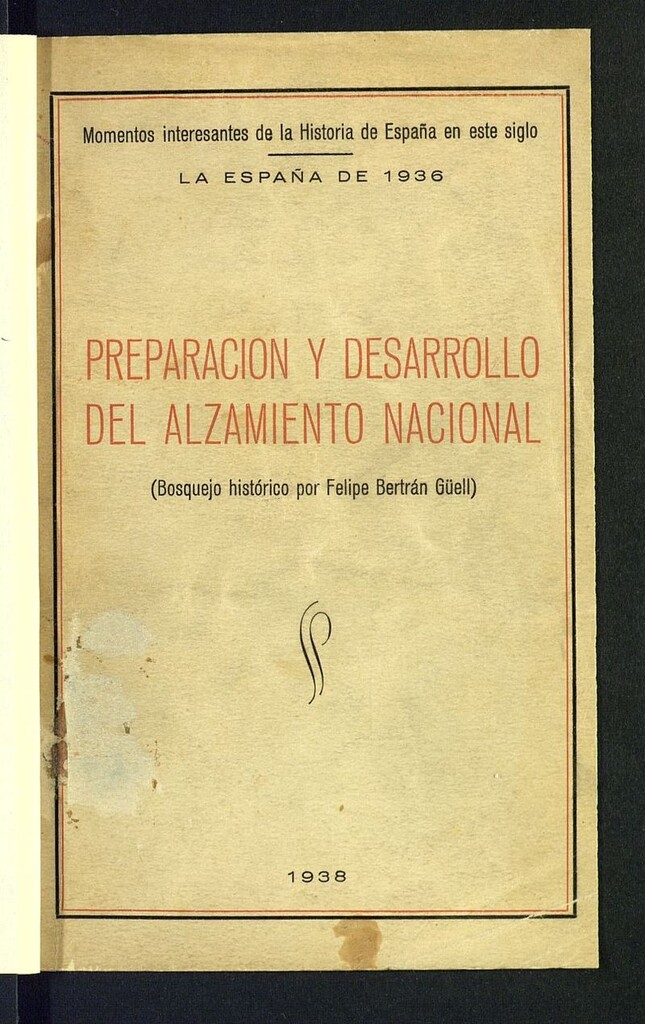 Momentos interesantes de la Historia de España en este siglo
LA ESPAÑA DE 1936
PREPARACION Y DESARROLLO
DEL ALZAMIENTO NACIONAL
(Bosquejo histórico por Felipe Bertrán Güell)
1938